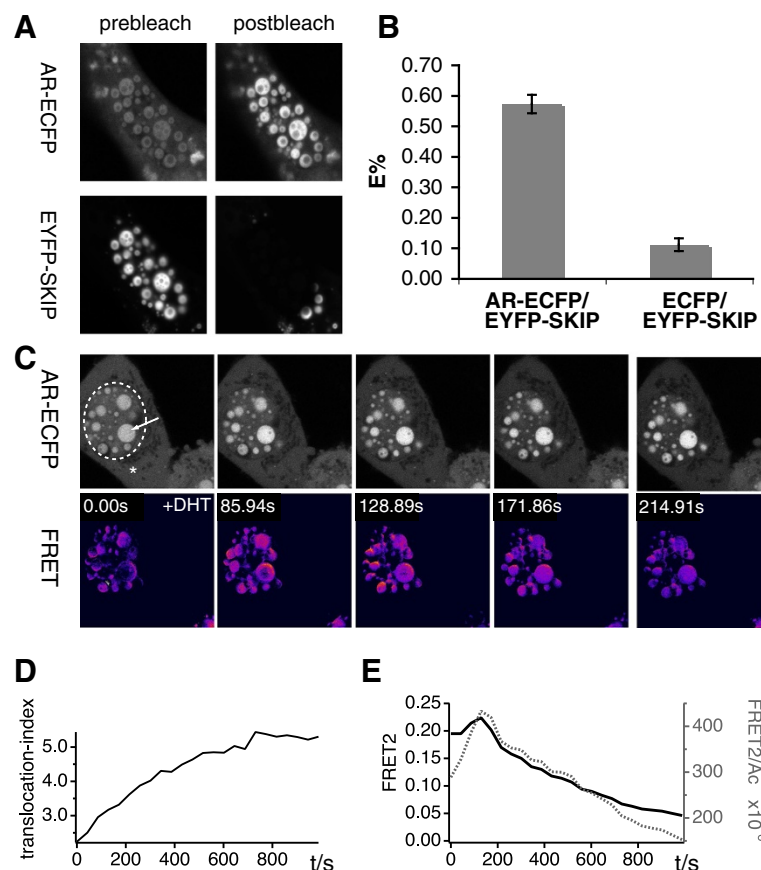 A
prebleach
postbleach
AR-ECFP
EYFP-SKIP
B
0.70
0.60
0.50
0.40
0.30
0.20
0.10
0.00
E%
AR-ECFP/
EYFP-SKIP
ECFP/
EYFP-SKIP
C
AR-ECFP
*
FRET
0.00s +DHT
85.94s
128.89s
171.86s
214.91s
D
translocation-index
5.0
4.0
3.0
0 200 400 600 800 t/s
E
FRET2
0.25
0.20
0.15
0.10
0.05
0.00
0 200 400 600 800 t/s
400
300
200
FRET2/Ac x10